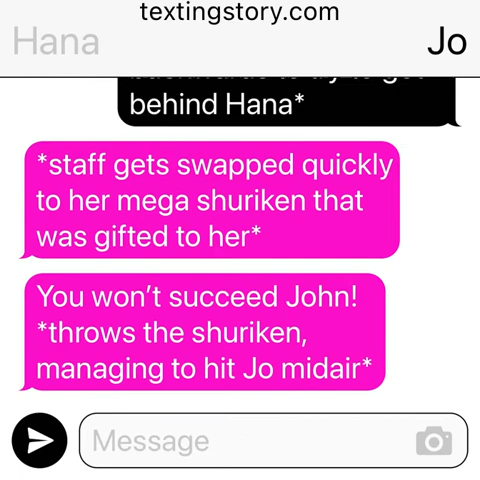 textingstory.com
Hana
Jo
behind Hana*
*staff gets swapped quickly
to her mega shuriken that
was gifted to her*
You won’t succeed John!
*throws the shuriken,
managing to hit Jo midair*
Message